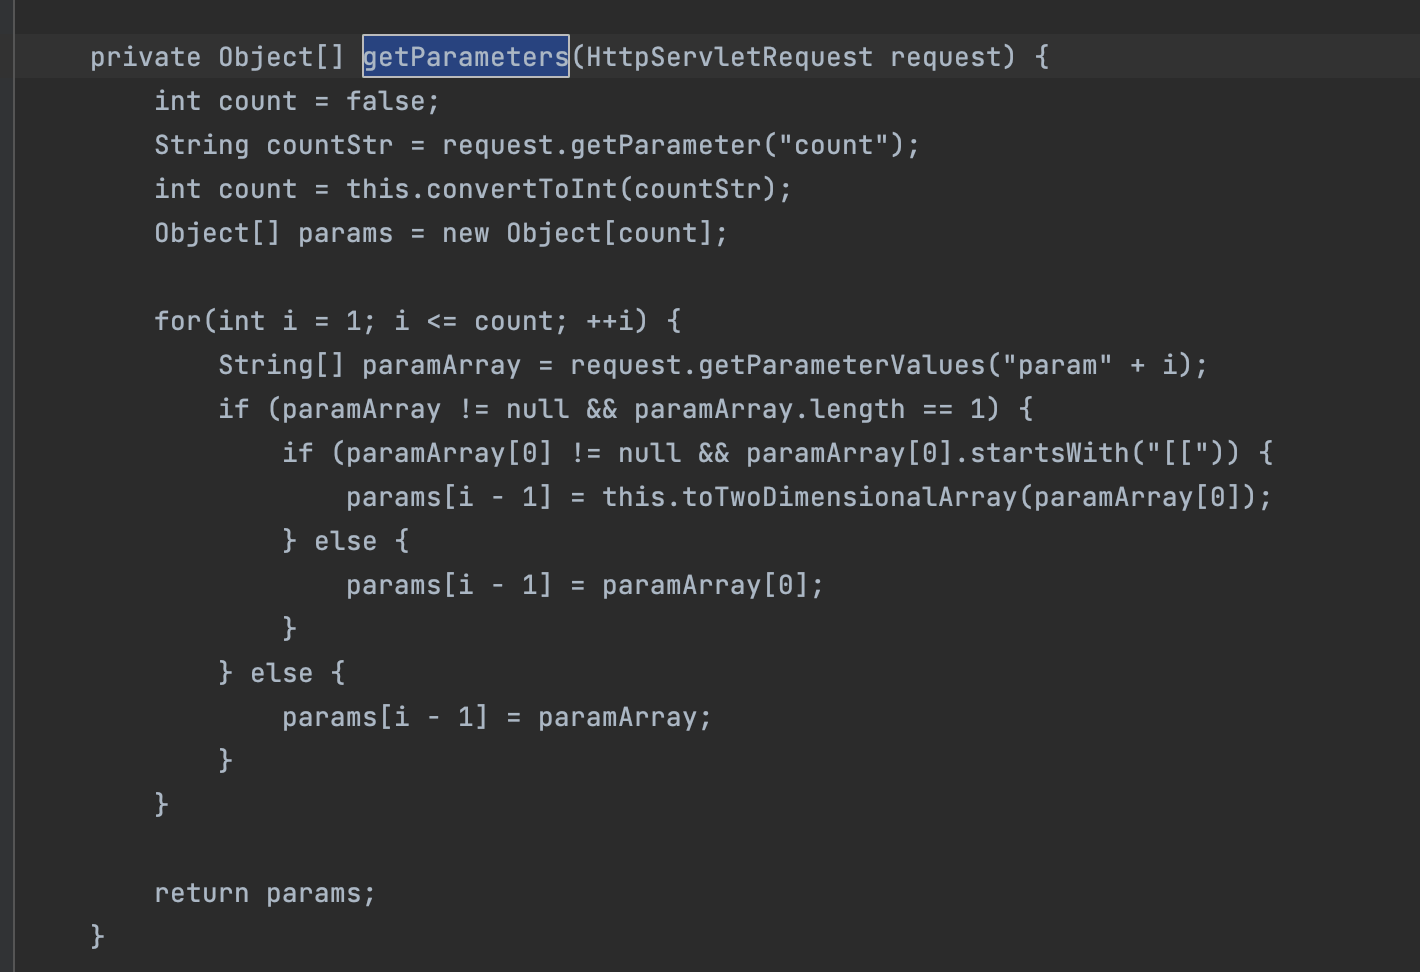 private Object[] getParameters(HttpServletRequest request) {
    int count = false;
    String countStr = request.getParameter("count");
    int count = this.convertToInt(countStr);
    Object[] params = new Object[count];

    for(int i = 1; i <= count; ++i) {
        String[] paramArray = request.getParameterValues("param" + i);
        if (paramArray != null && paramArray.length == 1) {
            if (paramArray[0] != null && paramArray[0].startsWith("[[")) {
                params[i - 1] = this.toTwoDimensionalArray(paramArray[0]);
            } else {
                params[i - 1] = paramArray[0];
            }
        } else {
            params[i - 1] = paramArray;
        }
    }

    return params;
}